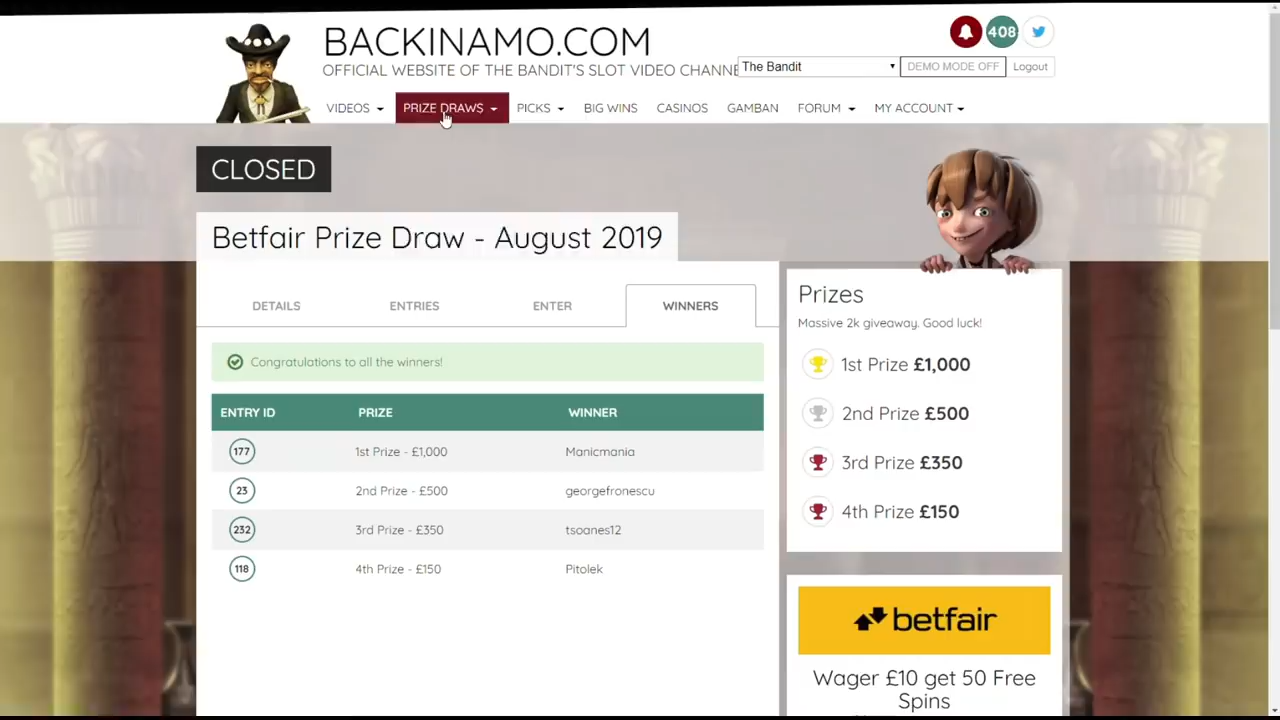 BACKINAMO.COM
408
OFFICIAL WEBSITE OF THE BANDIT'S SLOT VIDEO CHANNE
The Bandit
DEMO MODE OFF
Logout
VIDEOS
PRIZE DRAWS
PICKS
BIG WINS
CASINOS
GAMBAN
FORUM
MY ACCOUNT
CLOSED
Betfair Prize Draw - August 2019
DETAILS
ENTRIES
ENTER
WINNERS
Congratulations to all the winners!
ENTRY ID PRIZE WINNER
177 1st Prize - £1,000 Manicmania
23 2nd Prize - £500 georgefronescu
232 3rd Prize - £350 tsoanes12
118 4th Prize - £150 Pitolek
Prizes
Massive 2k giveaway. Good luck!
1st Prize £1,000
2nd Prize £500
3rd Prize £350
4th Prize £150
betfair
Wager £10 get 50 Free
Spins